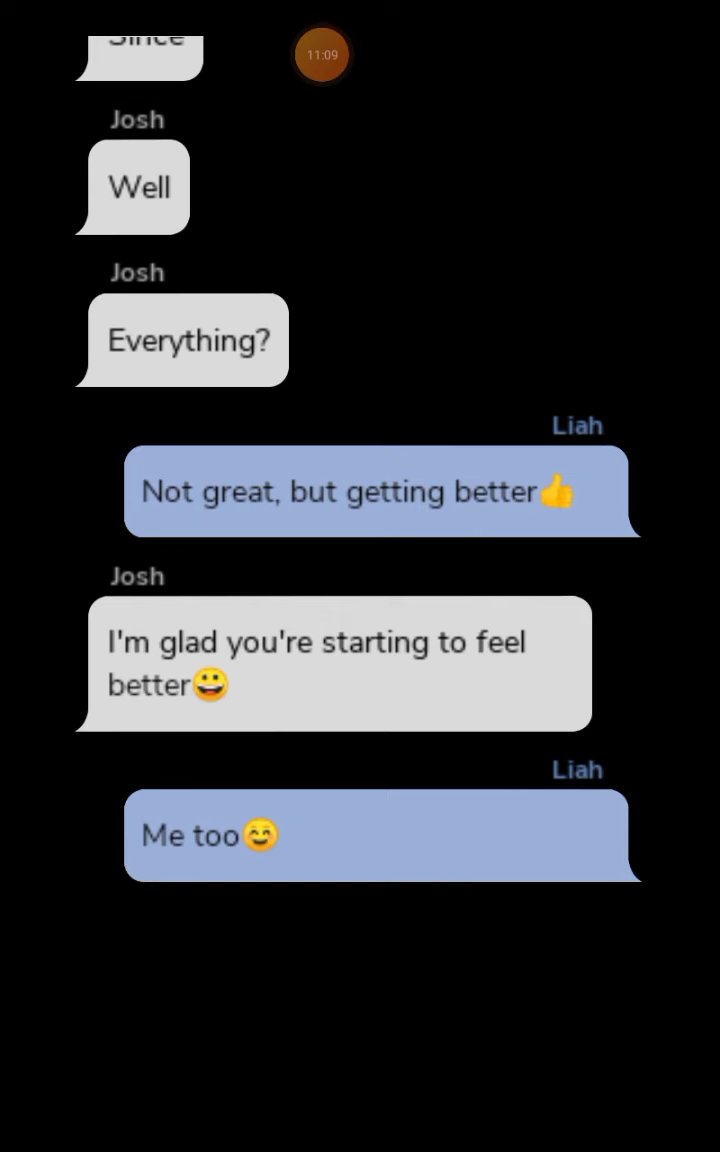 Since
11:09
Josh
Well
Josh
Everything?
Liah
Not great, but getting better👍
Josh
I'm glad you're starting to feel
better😀
Liah
Me too😊